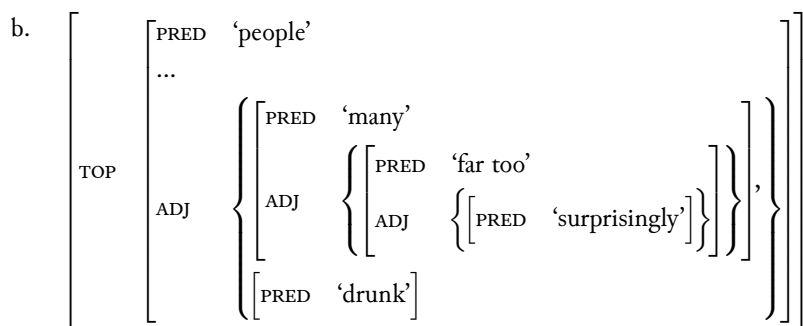 b. PRED ‘people’
...
PRED ‘many’
TOP ADJ ADJ PRED ‘far too’
ADJ PRED ‘surprisingly’ ,
PRED ‘drunk’